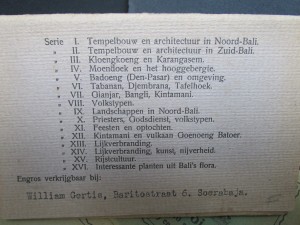 Serie I. Tempelbouw en architectuur in Noord-Bali.
„ II. Tempelbouw en architectuur in Zuid-Bali.
„ III. Kloengkoeng en Karangasem.
„ IV. Moendoek en het hooggebergte.
„ V. Badoeng (Den-Pasar) en omgeving.
„ VI. Tabanan, Djembrana, Tafelhoek.
„ VII. Gianjar, Bangli, Kintamani.
„ VIII. Volkstypen.
„ IX. Landschappen in Noord-Bali.
„ X. Priesters, Godsdienst, volkstypen.
„ XI. Feesten en optochten.
„ XII. Kintamani en vulkaan Goenoeng Batoer.
„ XIII. Lijkverbranding.
„ XIV. Lijkverbranding, kunst, nijverheid.
„ XV. Rijstcultuur.
„ XVI. Interessante planten uit Bali's flora.
Engros verkrijgbaar bij:
William Gertis, Baritostraat 6. Soerabaja.